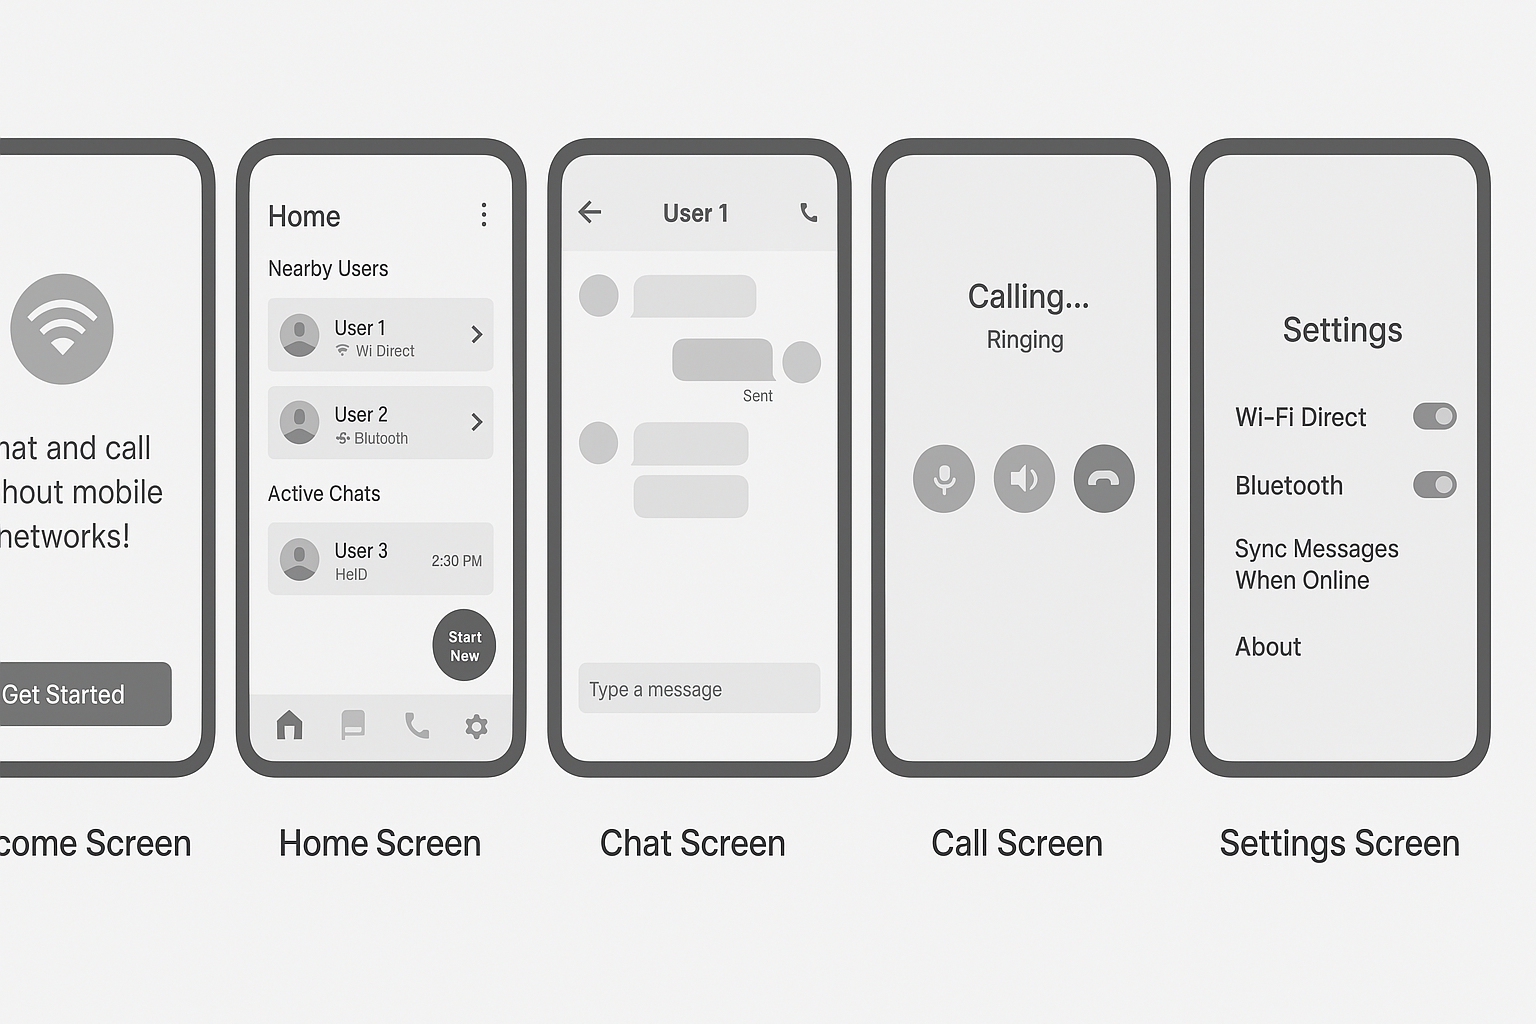 hat and call
hout mobile
networks!
Get Started
come Screen
Home
Nearby Users
User 1
Wi Direct
User 2
Blutooth
Active Chats
User 3
HelD
2:30 PM
Start
New
Home Screen
User 1
Sent
Type a message
Chat Screen
Calling...
Ringing
Call Screen
Settings
Wi-Fi Direct
Bluetooth
Sync Messages
When Online
About
Settings Screen